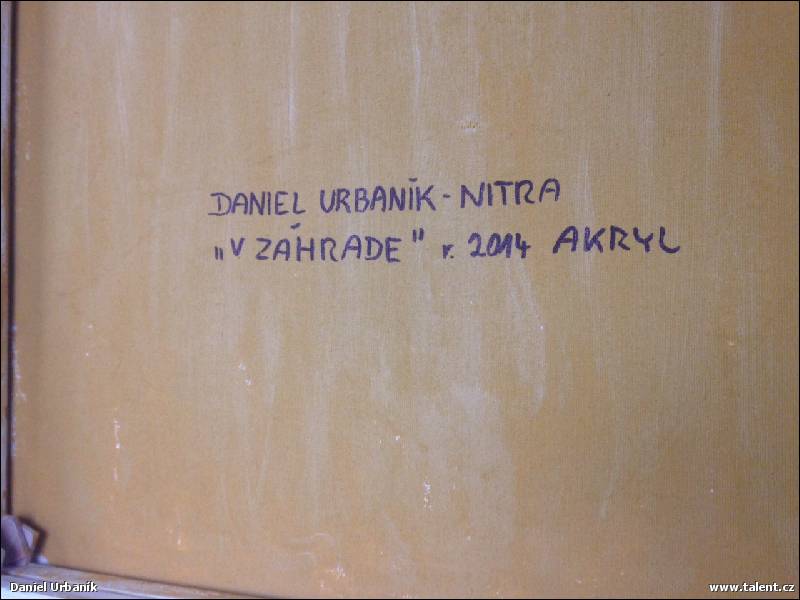 DANIEL URBANÍK - NITRA
„V ZÁHRADE" r. 2014 AKRYL
Daniel Urbaník www.talent.cz